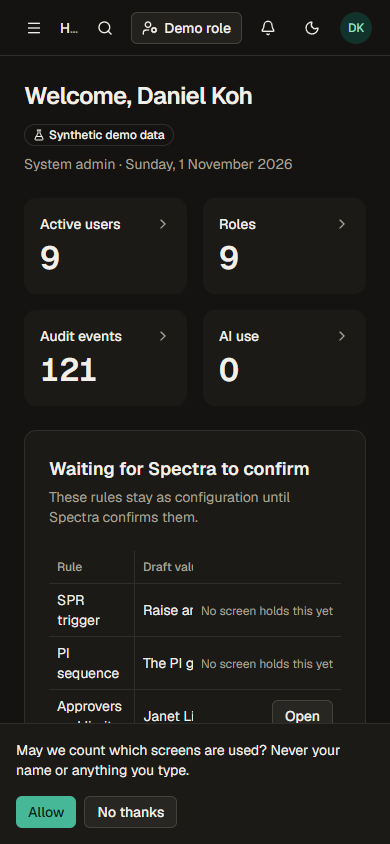 H...
Demo role
DK
Welcome, Daniel Koh
Synthetic demo data
System admin · Sunday, 1 November 2026
Active users
9
Roles
9
Audit events
121
AI use
0
Waiting for Spectra to confirm
These rules stay as configuration until
Spectra confirms them.
Rule
Draft
SPR
trigger
Raise
No screen holds this yet
PI
sequence
The PI
No screen holds this yet
Approvers
Janet
Open
May we count which screens are used? Never your
name or anything you type.
Allow
No thanks